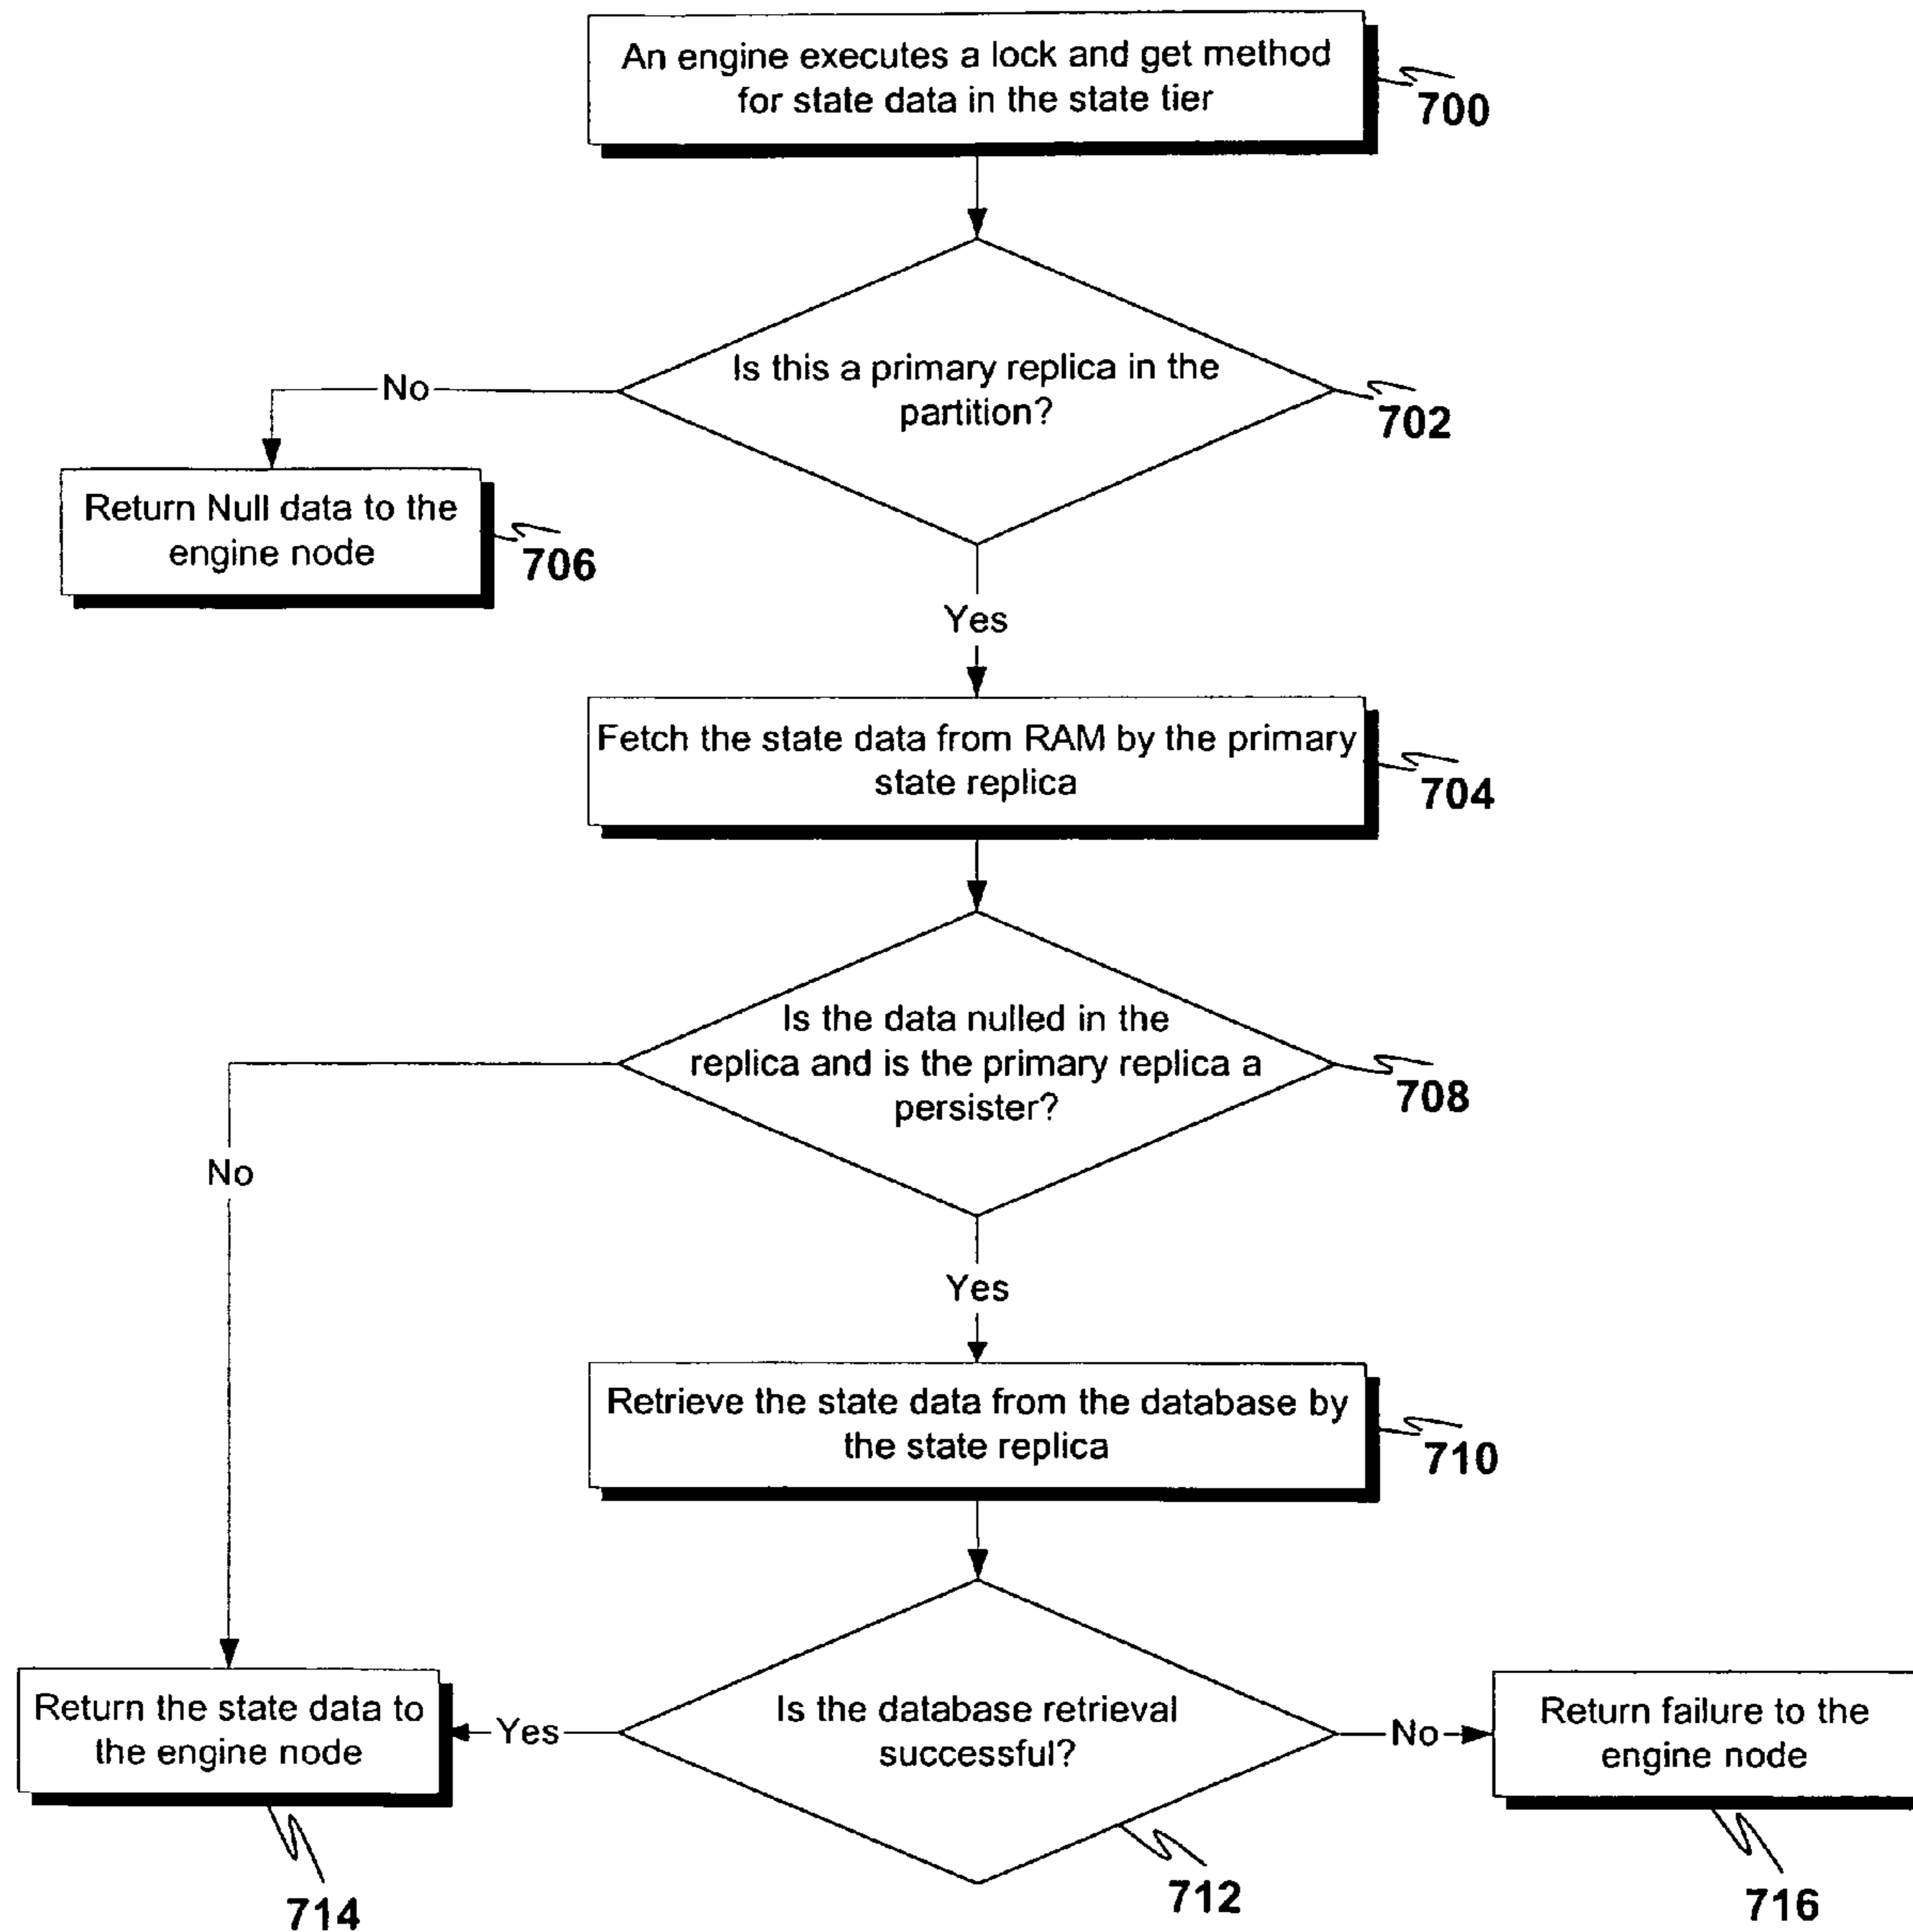 An engine executes a lock and get method
for state data in the state tier
700
Is this a primary replica in the
partition?
702
No
Return Null data to the
engine node
706
Yes
Fetch the state data from RAM by the primary
state replica
704
Is the data nulled in the
replica and is the primary replica a
persister?
708
No
Yes
Retrieve the state data from the database by
the state replica
710
Is the database retrieval
successful?
712
Yes
Return the state data to
the engine node
714
No
Return failure to the
engine node
716